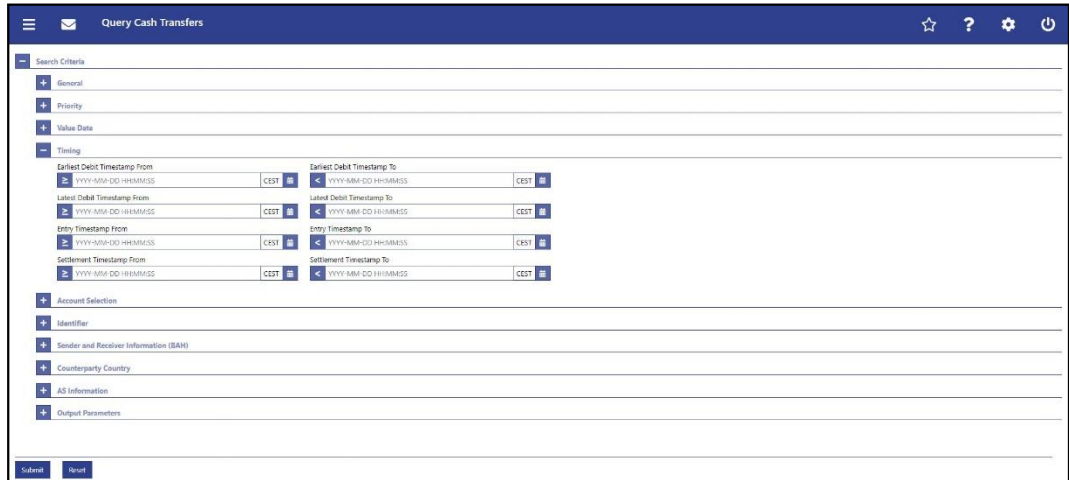 Query Cash Transfers
?
Search Criteria
General
Priority
Value Date
Timing
Earliest Debit Timestamp From Earliest Debit Timestamp To
≥ YYYY-MM-DD HH:MM:SS CEST < YYYY-MM-DD HH:MM:SS CEST
Latest Debit Timestamp From Latest Debit Timestamp To
≥ YYYY-MM-DD HH:MM:SS CEST < YYYY-MM-DD HH:MM:SS CEST
Entry Timestamp From Entry Timestamp To
≥ YYYY-MM-DD HH:MM:SS CEST < YYYY-MM-DD HH:MM:SS CEST
Settlement Timestamp From Settlement Timestamp To
≥ YYYY-MM-DD HH:MM:SS CEST < YYYY-MM-DD HH:MM:SS CEST
Account Selection
Identifier
Sender and Receiver Information (BAH)
Counterparty Country
AS Information
Output Parameters
Submit Reset